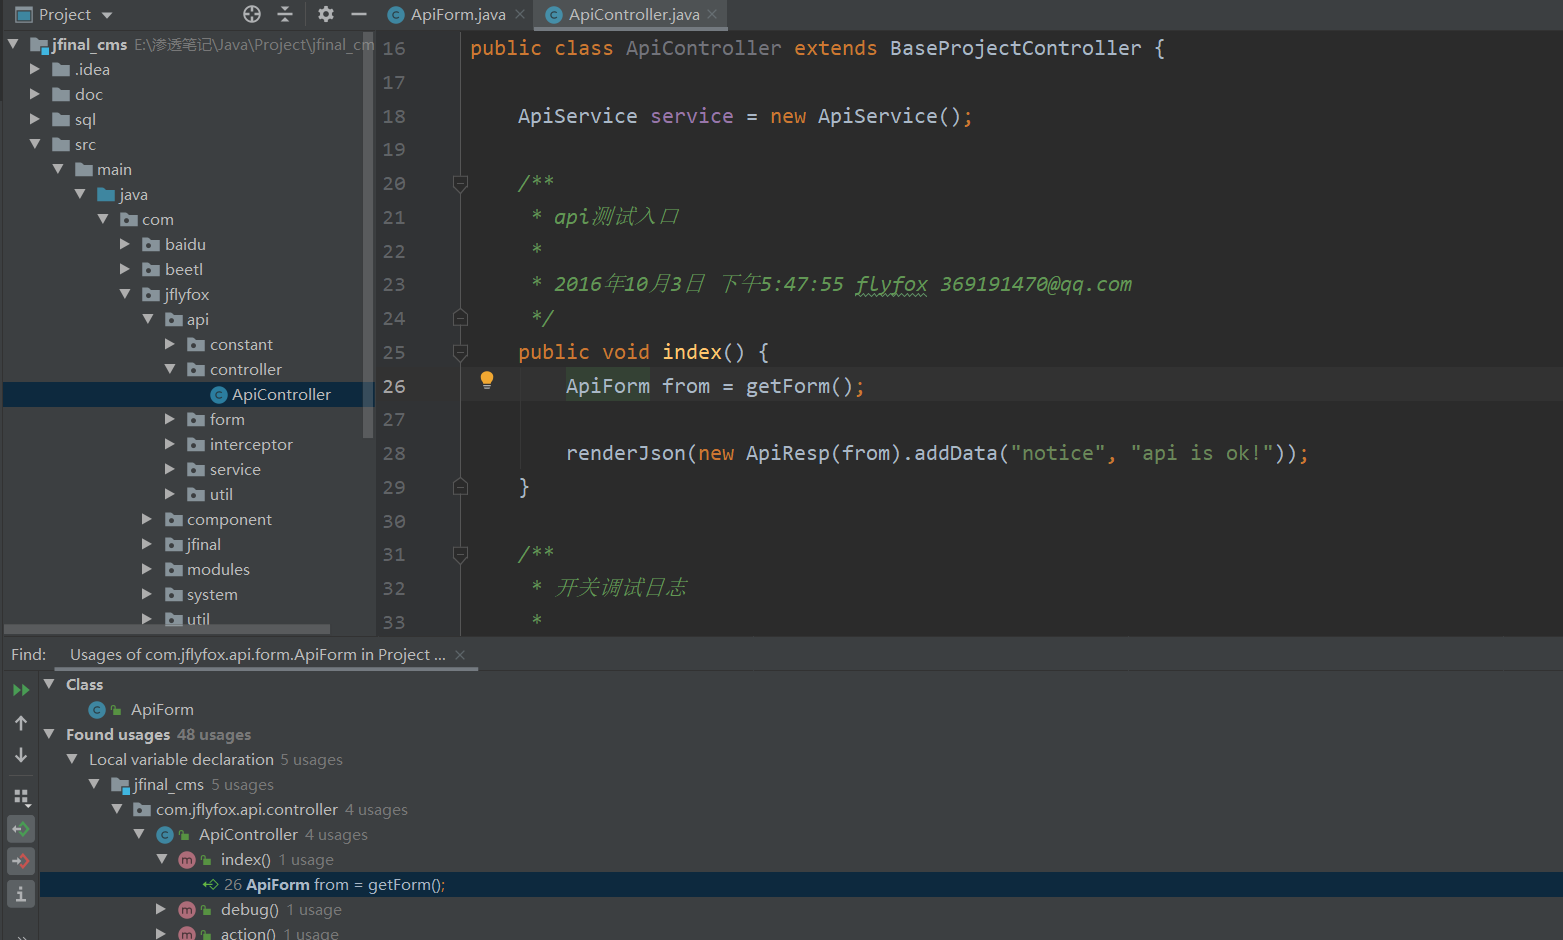 Project
ApiForm.java
ApiController.java
jfinal_cms E:\渗透笔记\Java\Project\jfinal_cm
.idea
doc
sql
src
main
java
com
baidu
beetl
jflyfox
api
constant
controller
ApiController
form
interceptor
service
util
component
jfinal
modules
system
util
16 public class ApiController extends BaseProjectController {
17
18 ApiService service = new ApiService();
19
20 /**
21 * api测试入口
22 *
23 * 2016年10月3日 下午5:47:55 flyfox 369191470@qq.com
24 */
25 public void index() {
26 ApiForm from = getForm();
27
28 renderJson(new ApiResp(from).addData("notice", "api is ok!"));
29 }
30
31 /**
32 * 开关调试日志
33 *
Find: Usages of com.jflyfox.api.form.ApiForm in Project ...
Class
ApiForm
Found usages 48 usages
Local variable declaration 5 usages
jfinal_cms 5 usages
com.jflyfox.api.controller 4 usages
ApiController 4 usages
index() 1 usage
26 ApiForm from = getForm();
debug() 1 usage
action() 1 usage